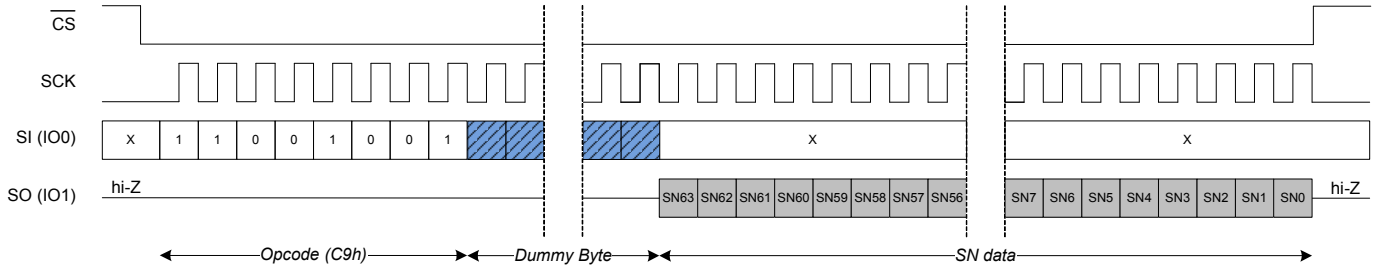 CS
SCK
SI (IO0) X 1 1 0 0 1 0 0 1 X X
SO (IO1) hi-Z SN63 SN62 SN61 SN60 SN59 SN58 SN57 SN56 SN7 SN6 SN5 SN4 SN3 SN2 SN1 SN0 hi-Z
Opcode (C9h) Dummy Byte SN data